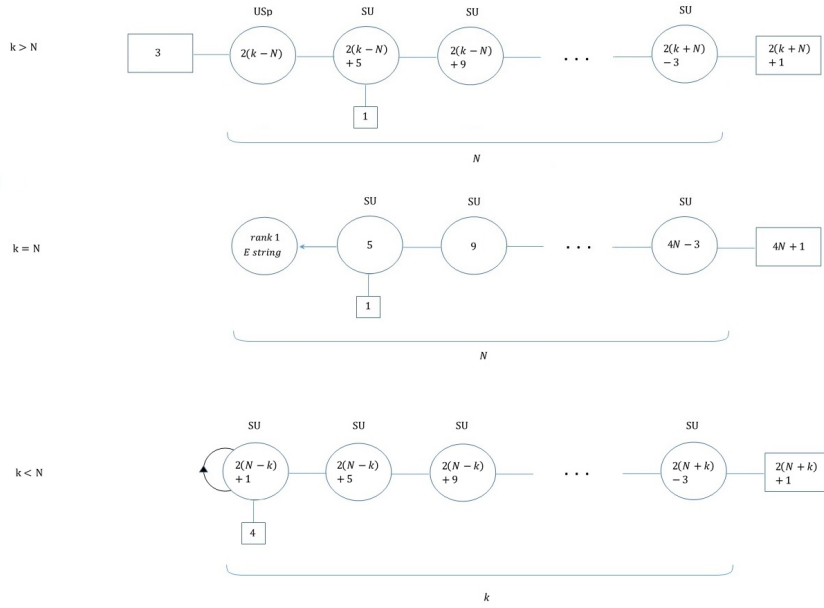 USp SU SU SU
k > N
3 2(k − N) 2(k − N) 2(k − N) ... 2(k + N) 2(k + N)
+ 5 + 9 − 3 + 1
1
N
SU SU SU
k = N
rank 1 5 9 ... 4N − 3 4N + 1
E string
1
N
SU SU SU SU
k < N
2(N − k) 2(N − k) 2(N − k) ... 2(N + k) 2(N + k)
+ 1 + 5 + 9 − 3 + 1
4
k